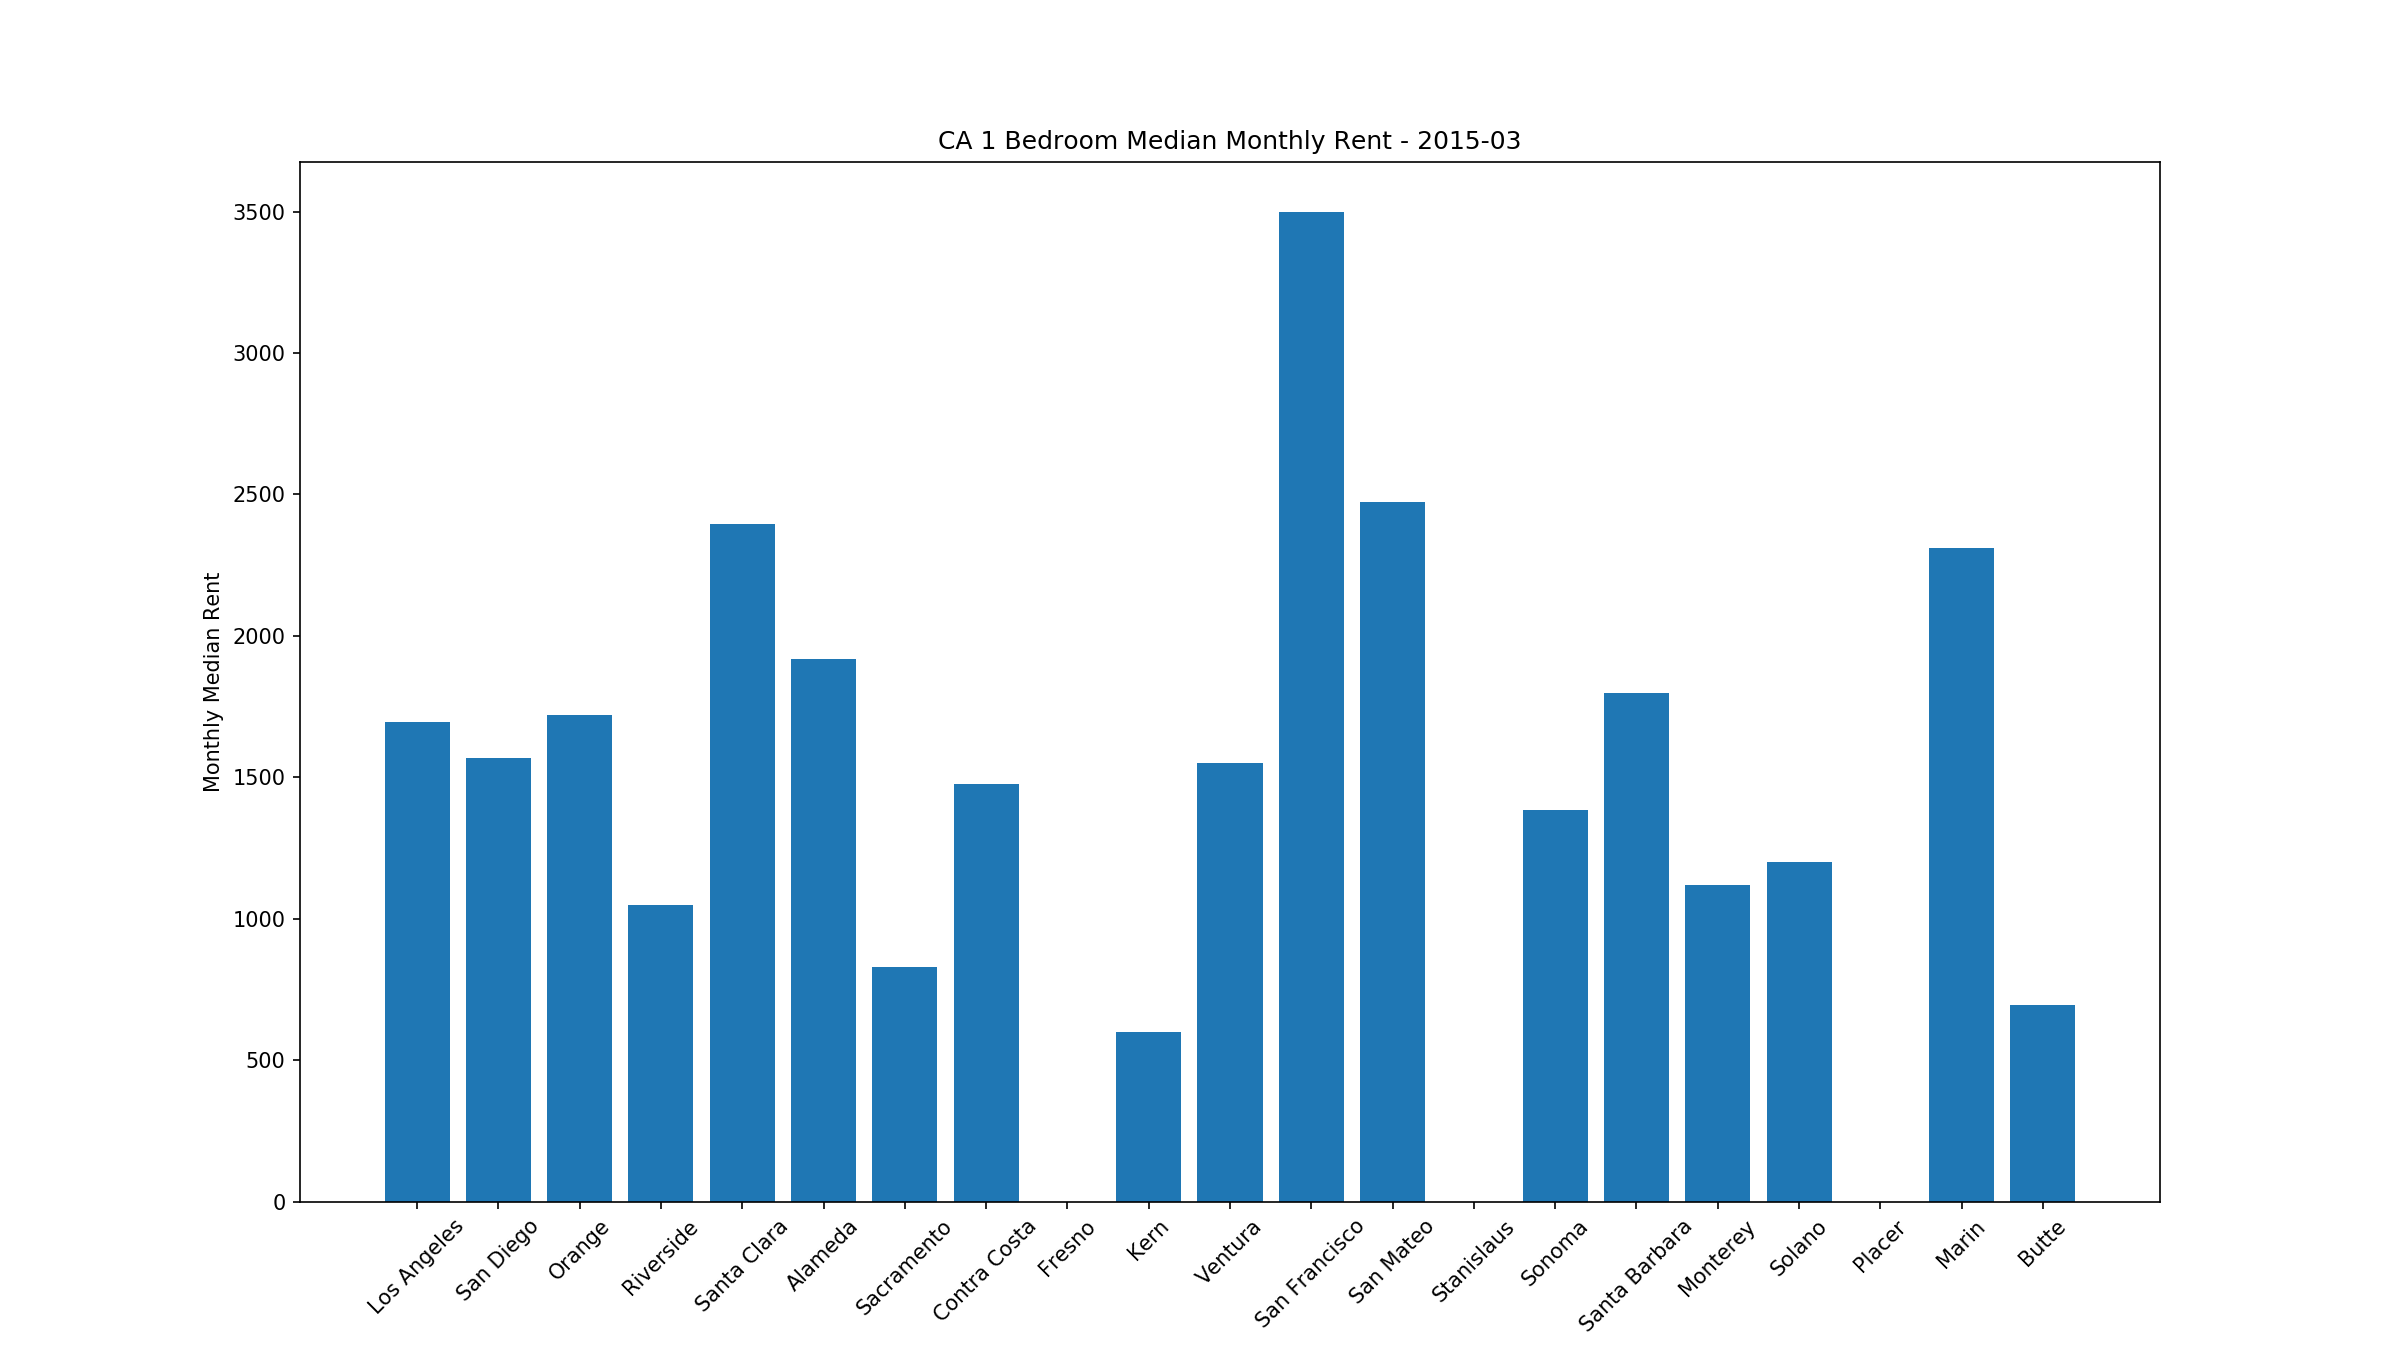 CA 1 Bedroom Median Monthly Rent - 2015-03
Monthly Median Rent
3500
3000
2500
2000
1500
1000
500
0
Los Angeles
San Diego
Orange
Riverside
Santa Clara
Alameda
Sacramento
Contra Costa
Fresno
Kern
Ventura
San Francisco
San Mateo
Stanislaus
Sonoma
Santa Barbara
Monterey
Solano
Placer
Marin
Butte